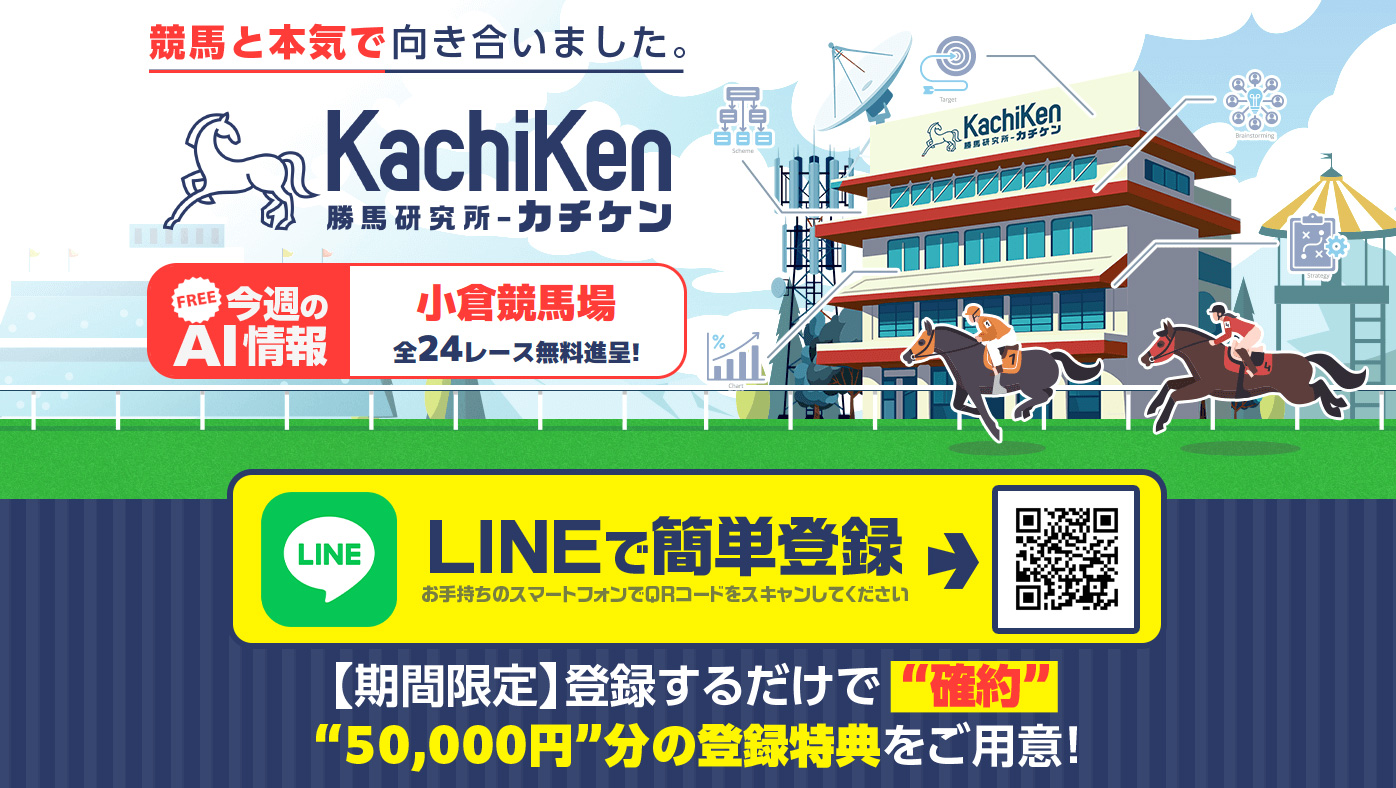 競馬と本気で向き合いました。
KachiKen
勝馬研究所-カチケン
FREE
今週の
AI情報
小倉競馬場
全24レース無料進呈!
Scheme
Target
Brainstorming
Strategy
Chart
KachiKen
勝馬研究所-カチケン
1
LINE
LINEで簡単登録
お手持ちのスマートフォンでQRコードをスキャンしてください
【期間限定】登録するだけで“確約”
“50,000円”分の登録特典をご用意!